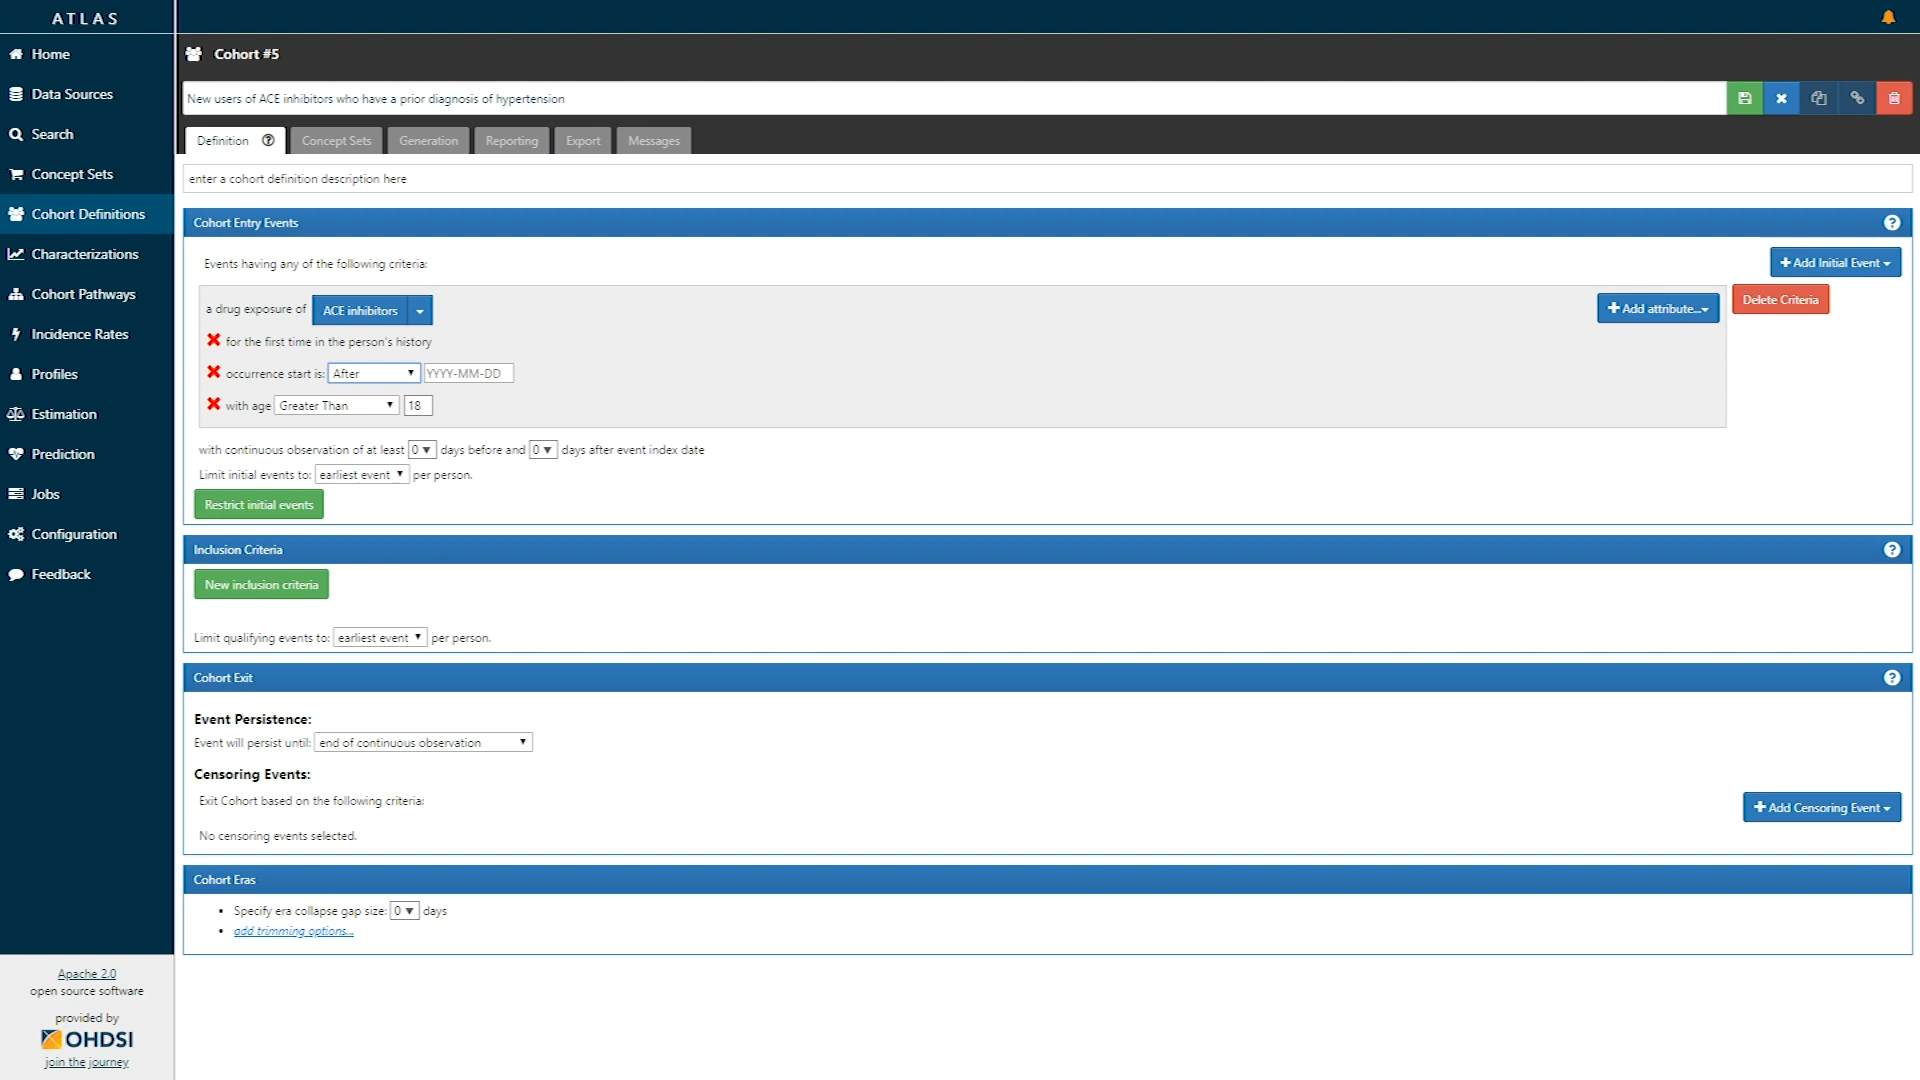 ATLAS
Home
Data Sources
Search
Concept Sets
Cohort Definitions
Characterizations
Cohort Pathways
Incidence Rates
Profiles
Estimation
Prediction
Jobs
Configuration
Feedback
Apache 2.0
open source software
provided by
OHDSI
join the journey
Cohort #5
New users of ACE inhibitors who have a prior diagnosis of hypertension
Definition Concept Sets Generation Reporting Export Messages
enter a cohort definition description here
Cohort Entry Events
Events having any of the following criteria: Add Initial Event
a drug exposure of ACE inhibitors Add attribute... Delete Criteria
for the first time in the person's history
occurrence start is: After YYYY-MM-DD
with age Greater Than 18
with continuous observation of at least 0 days before and 0 days after event index date
Limit initial events to: earliest event per person.
Restrict initial events
Inclusion Criteria
New inclusion criteria
Limit qualifying events to: earliest event per person.
Cohort Exit
Event Persistence:
Event will persist until: end of continuous observation
Censoring Events:
Exit Cohort based on the following criteria: Add Censoring Event
No censoring events selected.
Cohort Eras
Specify era collapse gap size: 0 days
add trimming options...